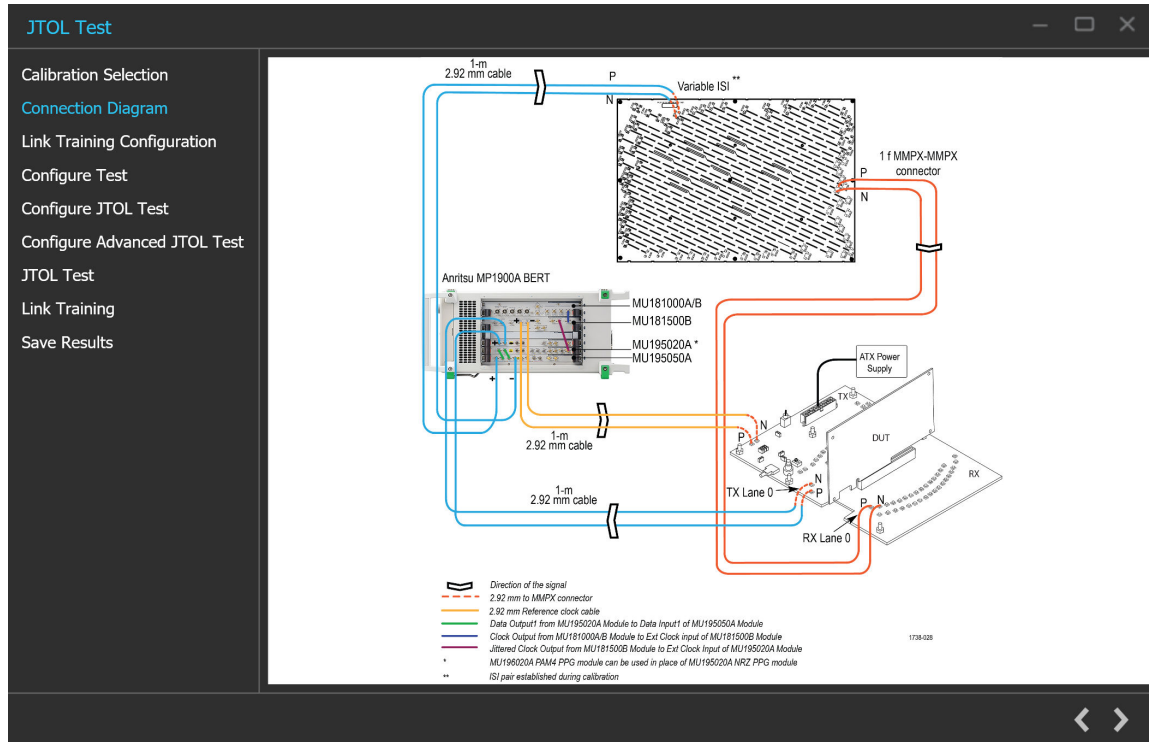 JTOL Test
Calibration Selection
Connection Diagram
Link Training Configuration
Configure Test
Configure JTOL Test
Configure Advanced JTOL Test
JTOL Test
Link Training
Save Results
1-m
2.92 mm cable
P
N
Variable ISI **
1 f MMPX-MMPX
connector
P
N
Anritsu MP1900A BERT
MU181000A/B
MU181500B
MU195020A *
MU195050A
+ -
+ -
+ -
ATX Power
Supply
TX
DUT
RX
1-m
2.92 mm cable
P
N
1-m
2.92 mm cable
TX Lane 0
N
P
P
N
RX Lane 0
Direction of the signal
2.92 mm to MMPX connector
2.92 mm Reference clock cable
Data Output1 from MU195020A Module to Data Input1 of MU195050A Module
Clock Output from MU181000A/B Module to Ext Clock input of MU181500B Module
Jittered Clock Output from MU181500B Module to Ext Clock Input of MU195020A Module
* MU196020A PAM4 PPG module can be used in place of MU195020A NRZ PPG module
** ISI pair established during calibration
1738-028